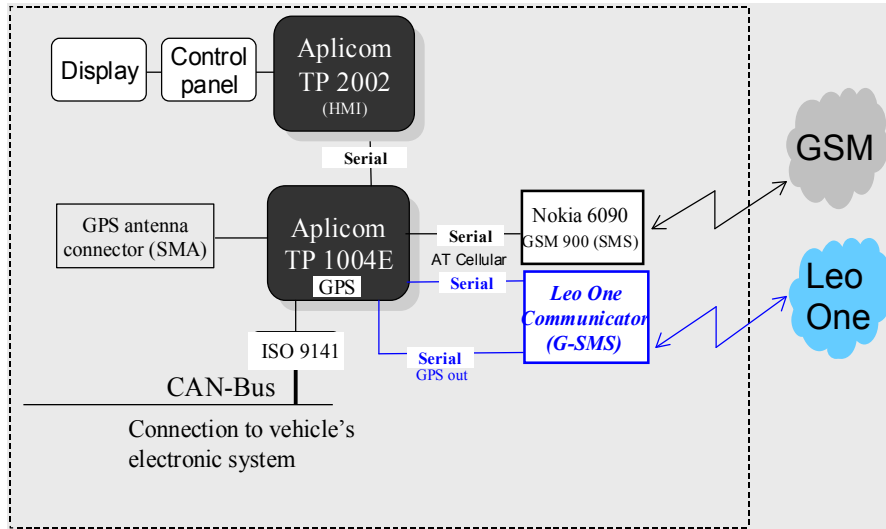 Display
Control
panel
Aplicom
TP 2002
(HMI)
Serial
GSM
GPS antenna
connector (SMA)
Aplicom
TP 1004E
GPS
Serial
AT Cellular
Nokia 6090
GSM 900 (SMS)
Serial
Leo One
Communicator
(G-SMS)
Leo
One
ISO 9141
Serial
GPS out
CAN-Bus
Connection to vehicle's
electronic system